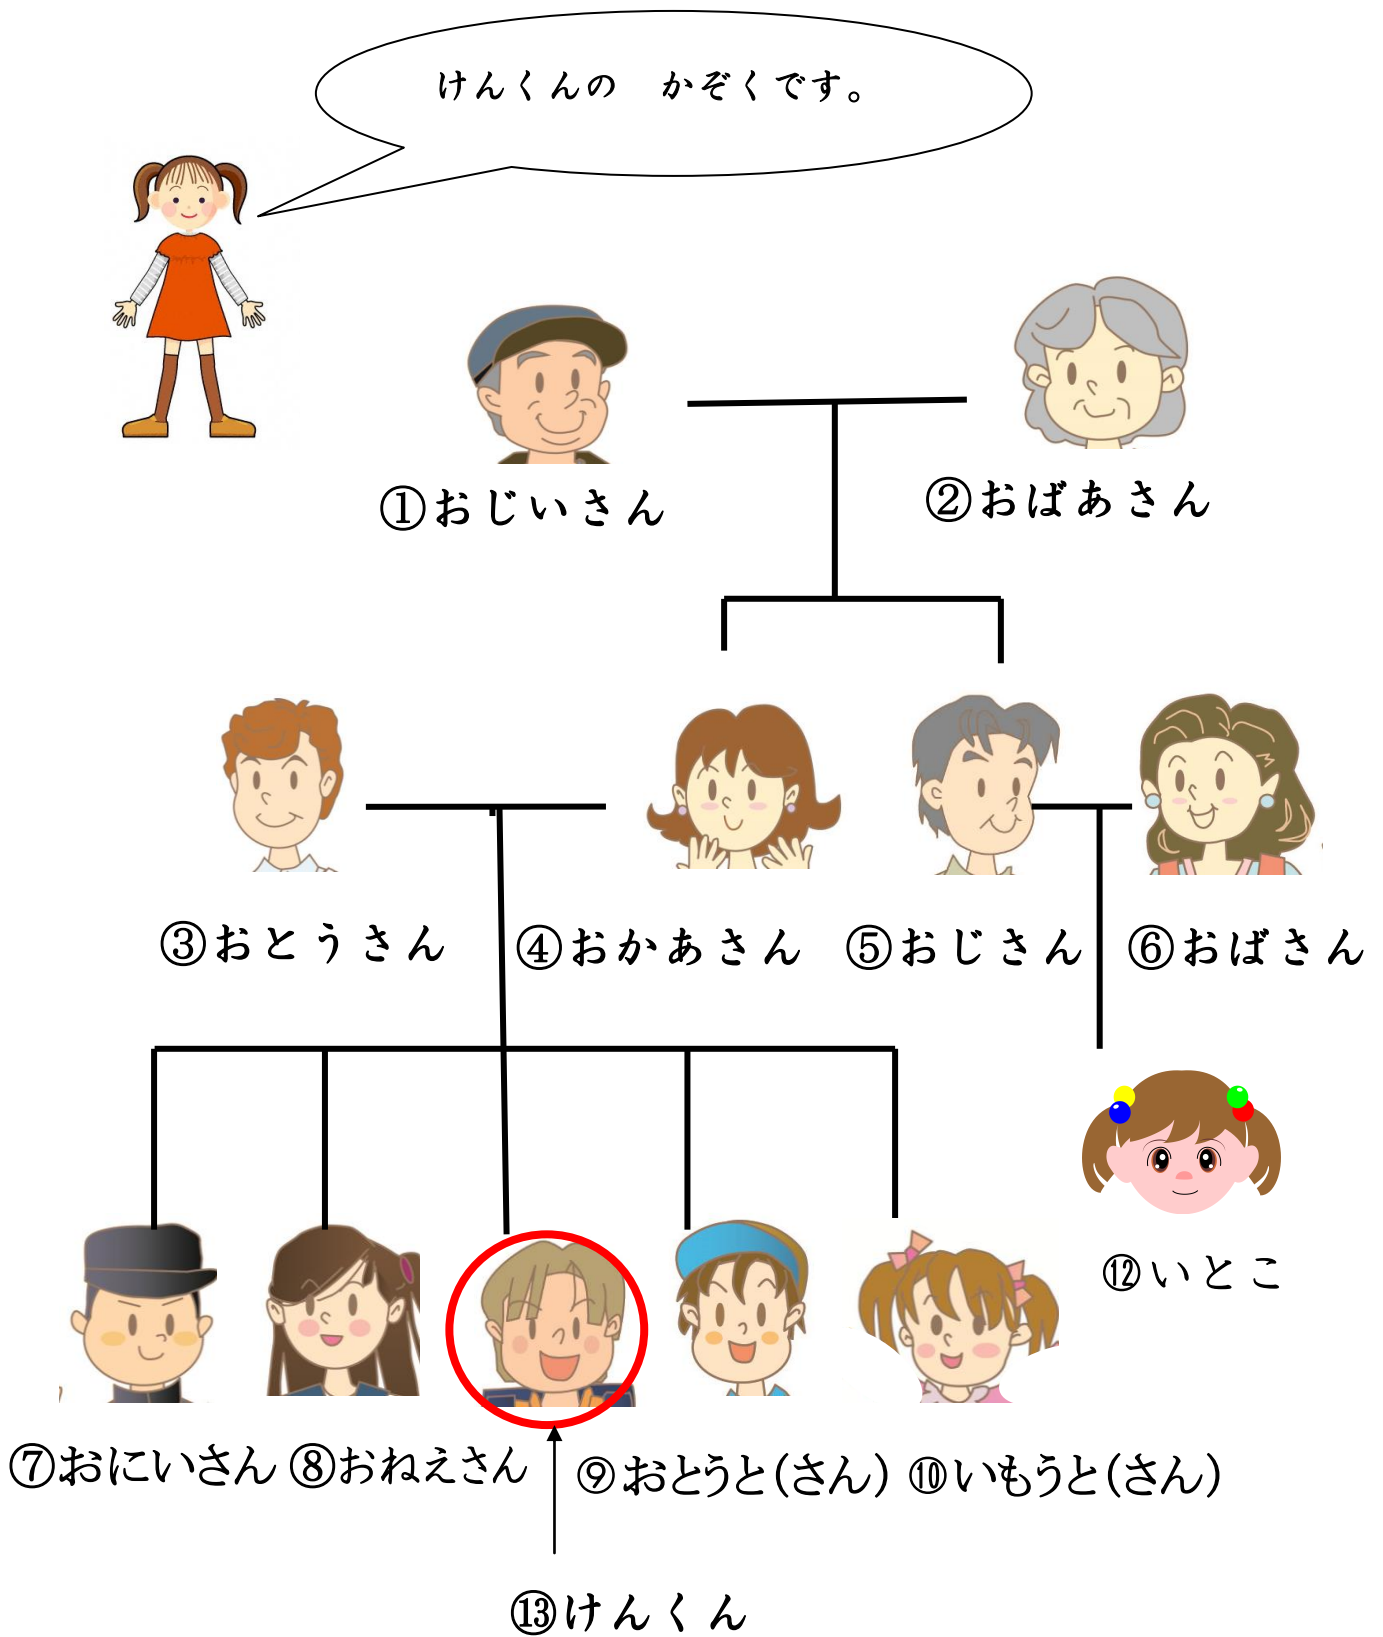 けんくんの　かぞくです。
①おじいさん
②おばあさん
③おとうさん
④おかあさん
⑤おじさん
⑥おばさん
⑫いとこ
⑦おにいさん
⑧おねえさん
⑨おとうと(さん)
⑩いもうと(さん)
⑬けんくん